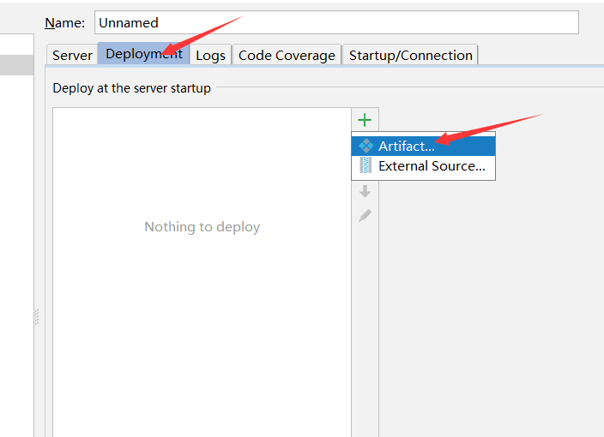 Name: Unnamed
Server Deployment Logs Code Coverage Startup/Connection
Deploy at the server startup
Artifact...
External Source...
Nothing to deploy